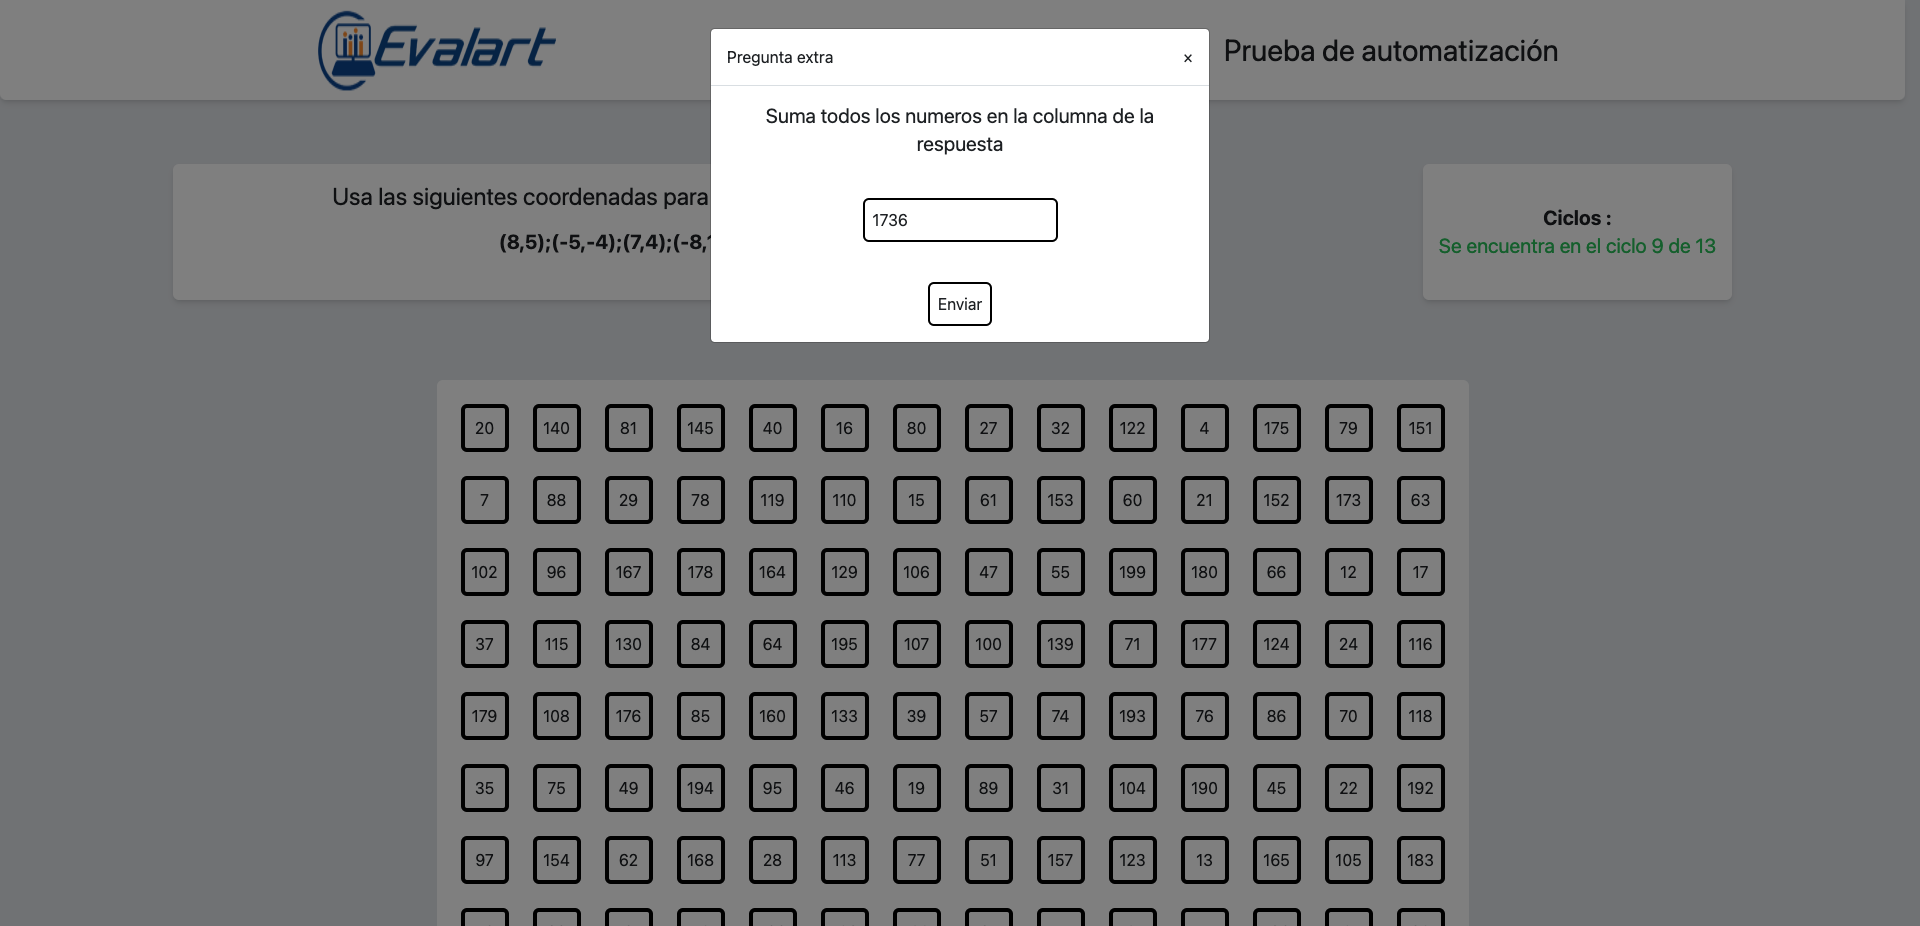 Evalart
Prueba de automatización
Pregunta extra
×
Suma todos los numeros en la columna de la
respuesta
1736
Enviar
Usa las siguientes coordenadas para
(8,5);(-5,-4);(7,4);(-8,
Ciclos :
Se encuentra en el ciclo 9 de 13
20 140 81 145 40 16 80 27 32 122 4 175 79 151
7 88 29 78 119 110 15 61 153 60 21 152 173 63
102 96 167 178 164 129 106 47 55 199 180 66 12 17
37 115 130 84 64 195 107 100 139 71 177 124 24 116
179 108 176 85 160 133 39 57 74 193 76 86 70 118
35 75 49 194 95 46 19 89 31 104 190 45 22 192
97 154 62 168 28 113 77 51 157 123 13 165 105 183